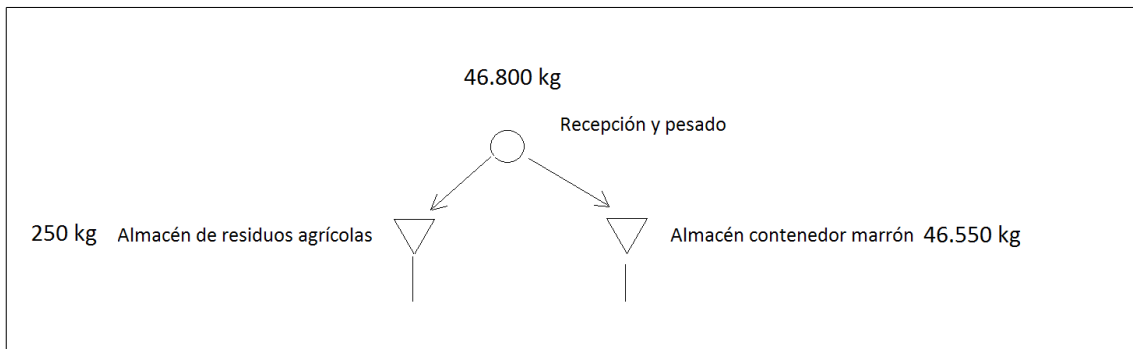 46.800 kg
Recepción y pesado
250 kg Almacén de residuos agrícolas
Almacén contenedor marrón 46.550 kg